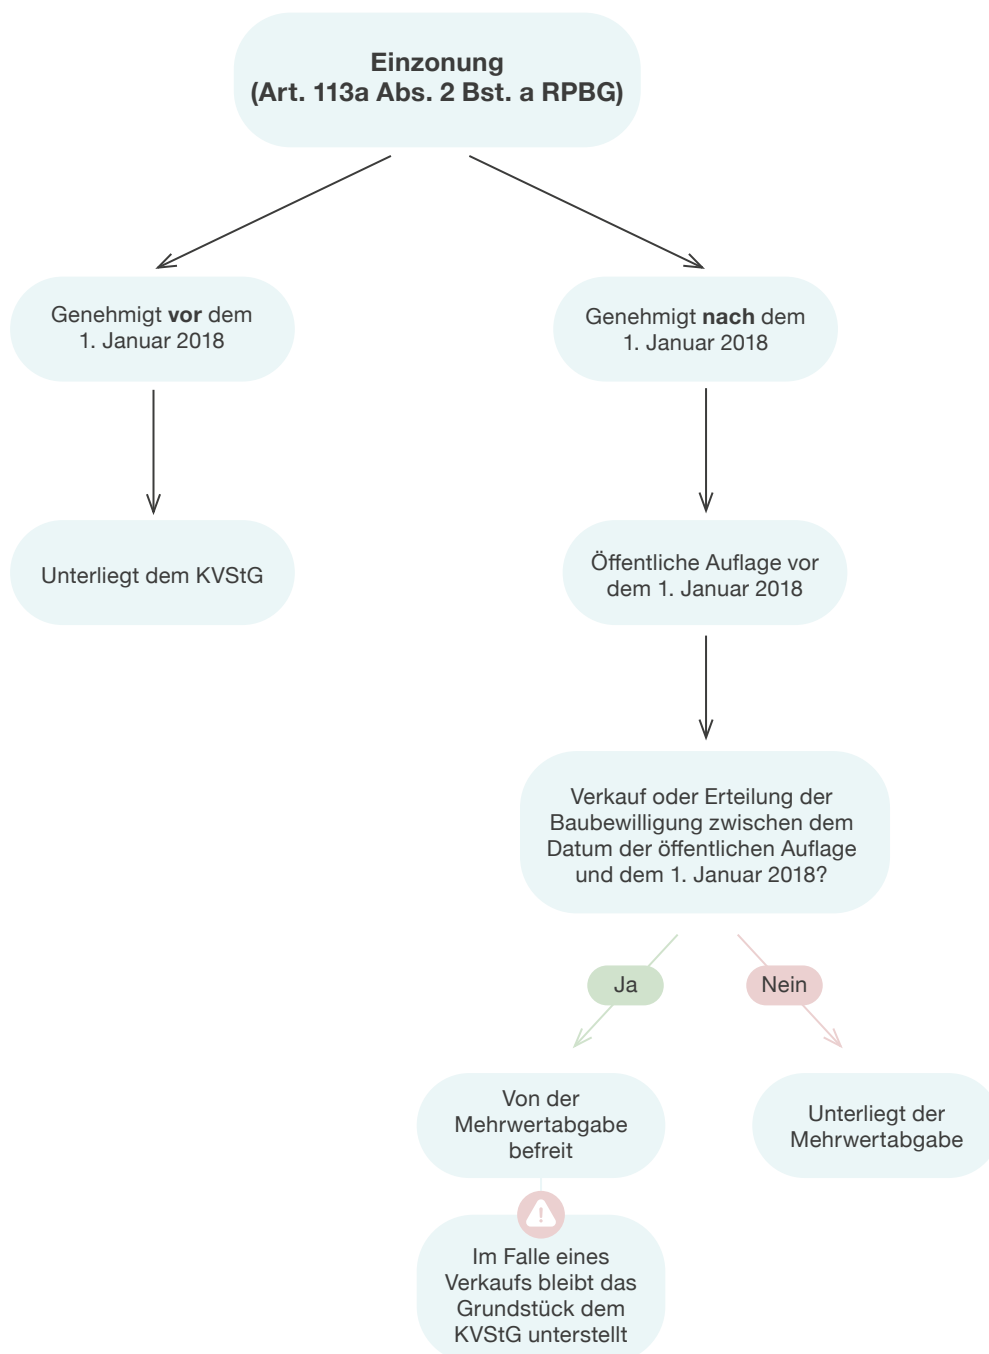 Einzonung
(Art. 113a Abs. 2 Bst. a RPBG)
Genehmigt vor dem
1. Januar 2018
Genehmigt nach dem
1. Januar 2018
Unterliegt dem KVStG
Öffentliche Auflage vor
dem 1. Januar 2018
Verkauf oder Erteilung der
Baubewilligung zwischen dem
Datum der öffentlichen Auflage
und dem 1. Januar 2018?
Ja
Nein
Von der
Mehrwertabgabe
befreit
Unterliegt der
Mehrwertabgabe
Im Falle eines
Verkaufs bleibt das
Grundstück dem
KVStG unterstellt